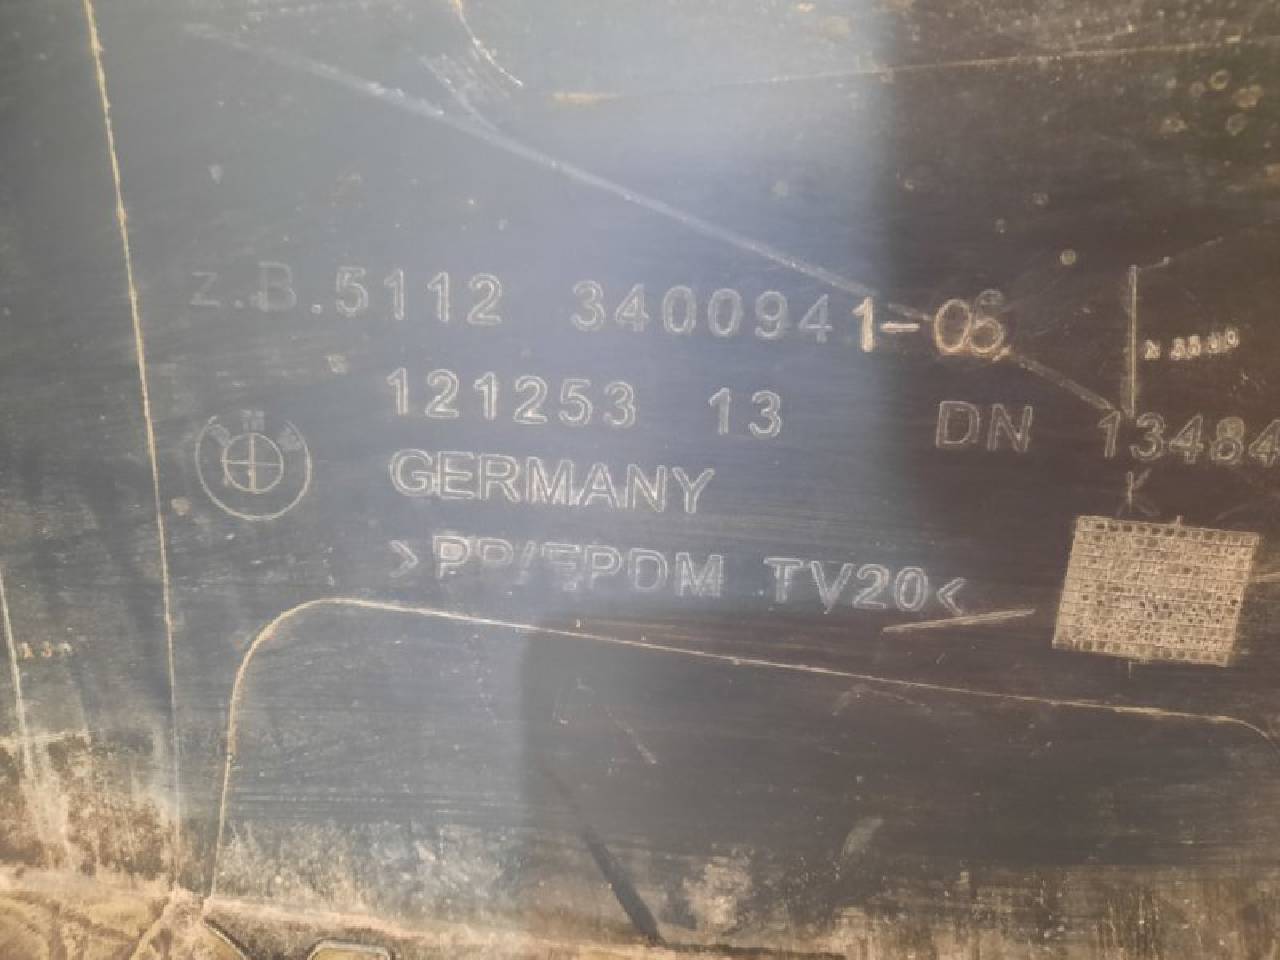 z.B.5112 3400941-06
121253 13 DN 13484
GERMANY
>PP/EPDM TV20<